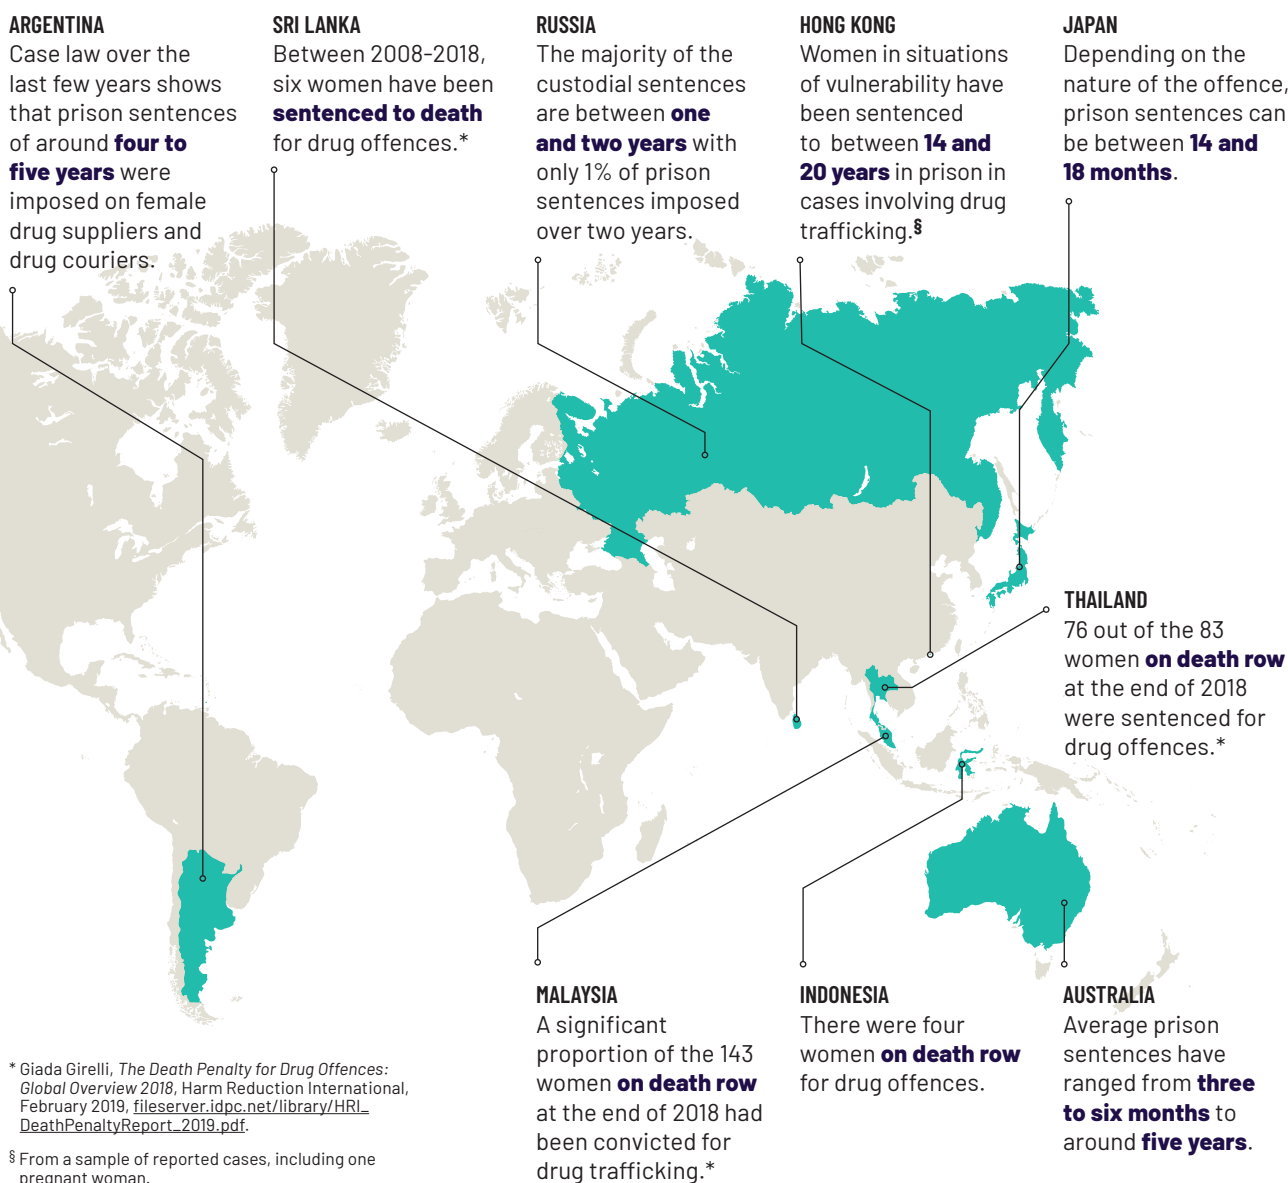 ARGENTINA
Case law over the
last few years shows
that prison sentences
of around four to
five years were
imposed on female
drug suppliers and
drug couriers.
SRI LANKA
Between 2008-2018,
six women have been
sentenced to death
for drug offences.*
RUSSIA
The majority of the
custodial sentences
are between one
and two years with
only 1% of prison
sentences imposed
over two years.
HONG KONG
Women in situations
of vulnerability have
been sentenced
to between 14 and
20 years in prison in
cases involving drug
trafficking.§
JAPAN
Depending on the
nature of the offence,
prison sentences can
be between 14 and
18 months.
THAILAND
76 out of the 83
women on death row
at the end of 2018
were sentenced for
drug offences.*
MALAYSIA
A significant
proportion of the 143
women on death row
at the end of 2018 had
been convicted for
drug trafficking.*
INDONESIA
There were four
women on death row
for drug offences.
AUSTRALIA
Average prison
sentences have
ranged from three
to six months to
around five years.
* Giada Girelli, The Death Penalty for Drug Offences:
Global Overview 2018, Harm Reduction International,
February 2019, fileserver.idpc.net/library/HRI_
DeathPenaltyReport_2019.pdf.
§ From a sample of reported cases, including one
pregnant woman.